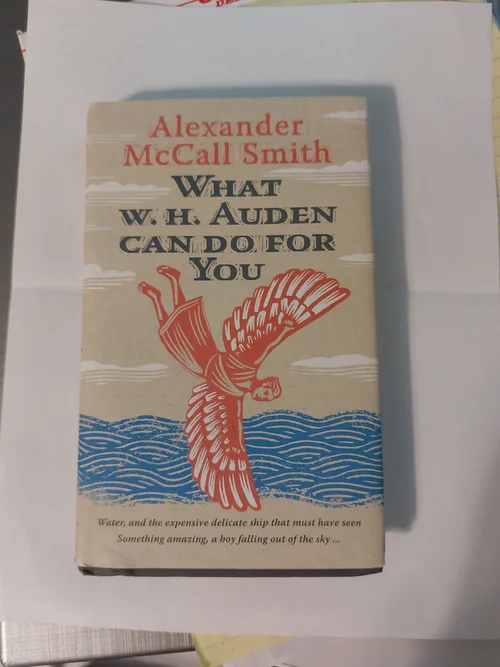 Alexander
McCall Smith
WHAT
W. H. AUDEN
CAN DO FOR
YOU
Water, and the expensive delicate ship that must have seen
Something amazing, a boy falling out of the sky ...